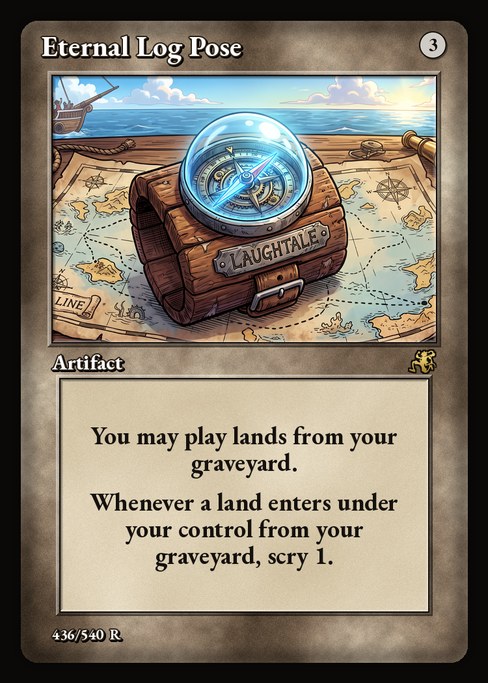 Eternal Log Pose
3
LAUGHTALE
LINE
Artifact
You may play lands from your
graveyard.
Whenever a land enters under
your control from your
graveyard, scry 1.
436/540 R